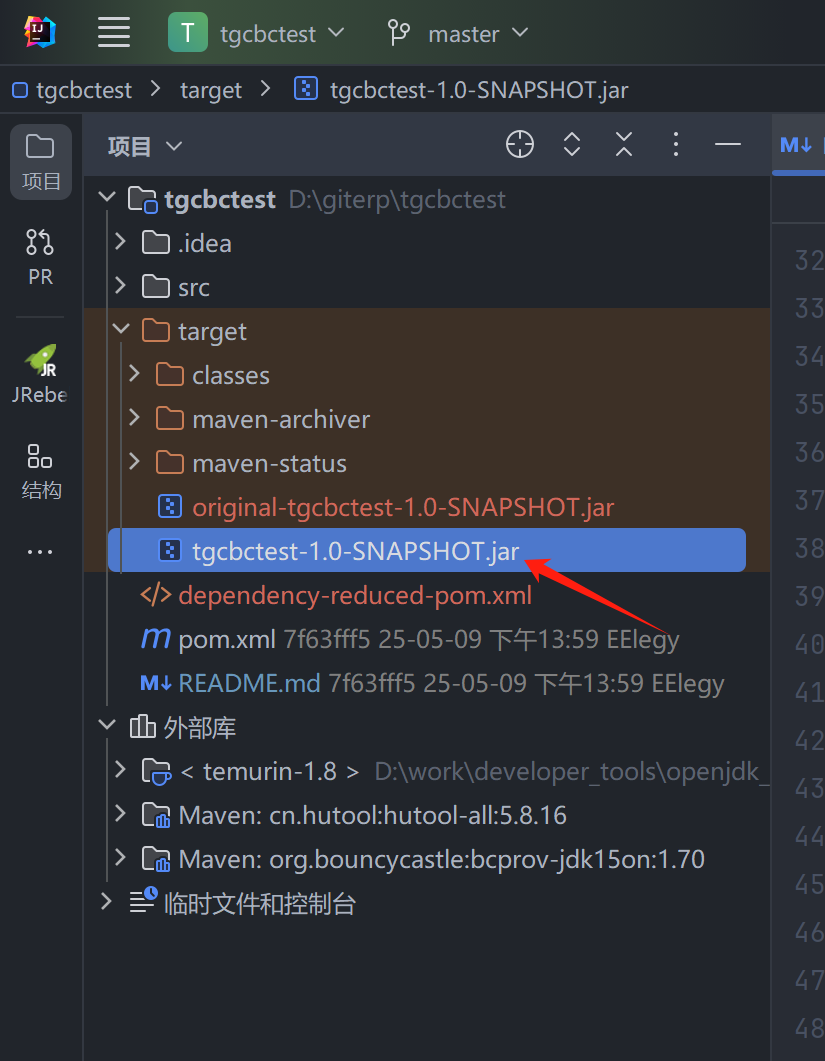 IJ
T tgcbctest master
tgcbctest > target > tgcbctest-1.0-SNAPSHOT.jar
项目
项目
M↓
tgcbctest D:\giterp\tgcbctest
.idea
PR
src
target
JR
JRebe
classes
maven-archiver
maven-status
结构
original-tgcbctest-1.0-SNAPSHOT.jar
tgcbctest-1.0-SNAPSHOT.jar
</> dependency-reduced-pom.xml
m pom.xml 7f63fff5 25-05-09 下午13:59 EElegy
M↓ README.md 7f63fff5 25-05-09 下午13:59 EElegy
外部库
< temurin-1.8 > D:\work\developer_tools\openjdk_
Maven: cn.hutool:hutool-all:5.8.16
Maven: org.bouncycastle:bcprov-jdk15on:1.70
临时文件和控制台
32
33
34
35
36
37
38
39
40
41
42
43
44
45
46
47
48